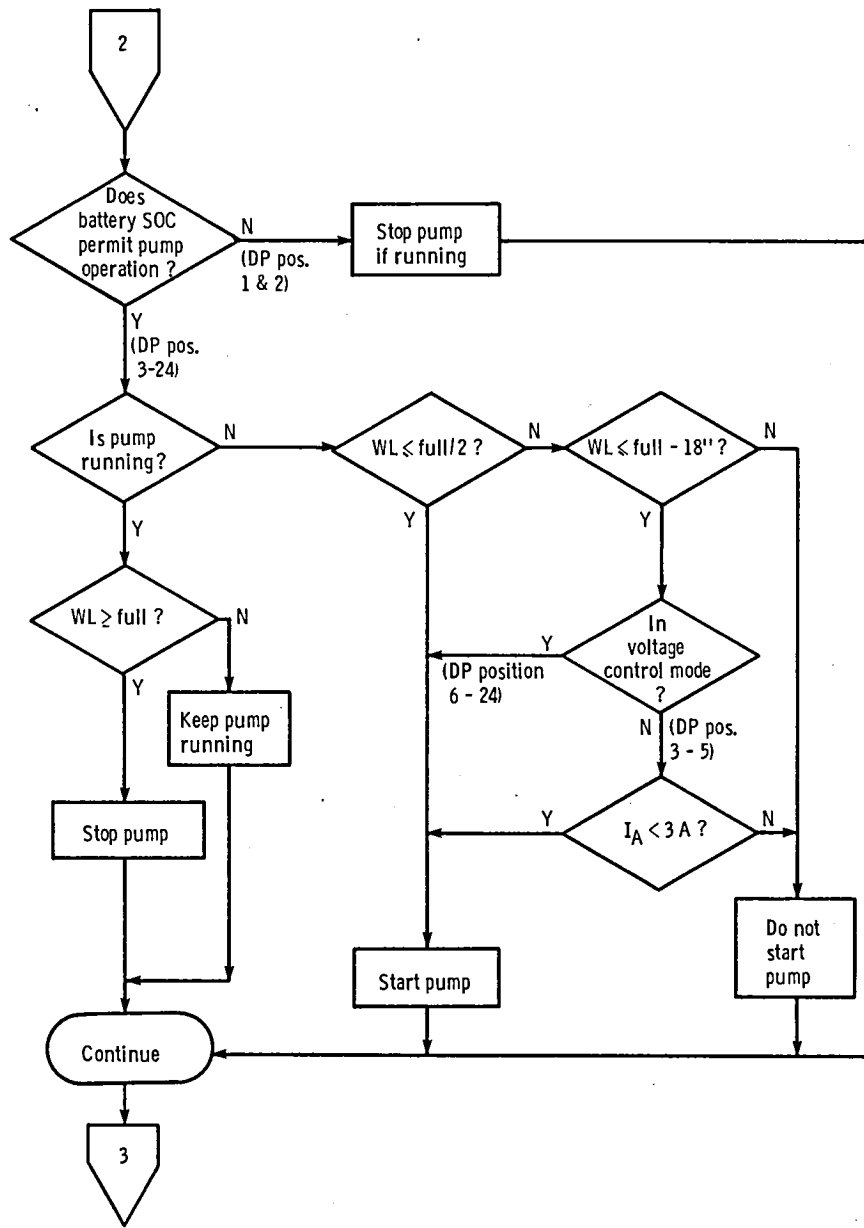 2
Does
battery SOC
permit pump
operation ?
N
(DP pos.
1 & 2)
Stop pump
if running
Y
(DP pos.
3-24)
Is pump
running?
N
WL ≤ full/2 ?
N
WL ≤ full - 18" ?
N
Y
Y
Y
WL ≥ full ?
N
Y
Keep pump
running
Stop pump
In
voltage
control mode
?
Y
(DP position
6 - 24)
N (DP pos.
3 - 5)
I_A < 3 A ?
Y
N
Start pump
Do not
start
pump
Continue
3